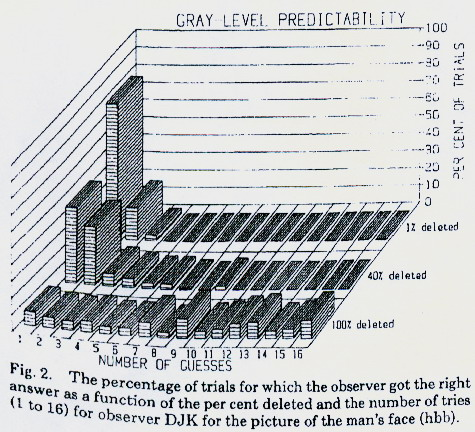 GRAY-LEVEL PREDICTABILITY
100
90
80
70
60
50
40
30
20
10
0
PER CENT OF TRIALS
1% deleted
40% deleted
100% deleted
1 2 3 4 5 6 7 8 9 10 11 12 13 14 15 16
NUMBER OF GUESSES
Fig. 2. The percentage of trials for which the observer got the right
answer as a function of the per cent deleted and the number of tries
(1 to 16) for observer DJK for the picture of the man's face (hbb).